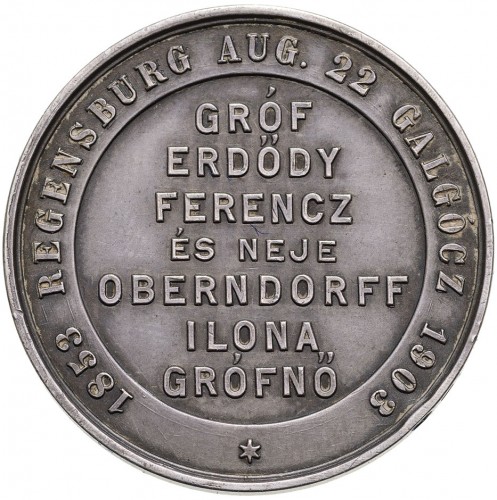 1853 REGENSBURG AUG. 22 GALGÓCZ 1903
GRÓF
ERDŐDY
FERENCZ
ÉS NEJE
OBERNDORFF
ILONA
GRÓFNŐ